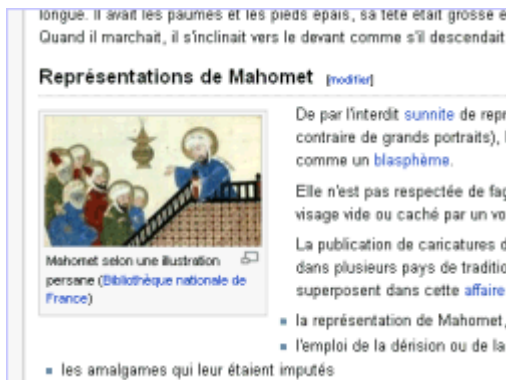 longue. Il avait les paumes et les pieds épais, sa tête était grosse e
Quand il marchait, il s'inclinait vers le devant comme s'il descendait
Représentations de Mahomet [modifier]
De par l'interdit sunnite de repr
contraire de grands portraits), l
comme un blasphème.
Elle n'est pas respectée de faç
visage vide ou caché par un vo
La publication de caricatures d
dans plusieurs pays de traditio
superposent dans cette affaire
Mahomet selon une illustration
persane (Bibliothèque nationale de
France)
la représentation de Mahomet,
l'emploi de la dérision ou de la
les amalgames qui leur étaient imputés